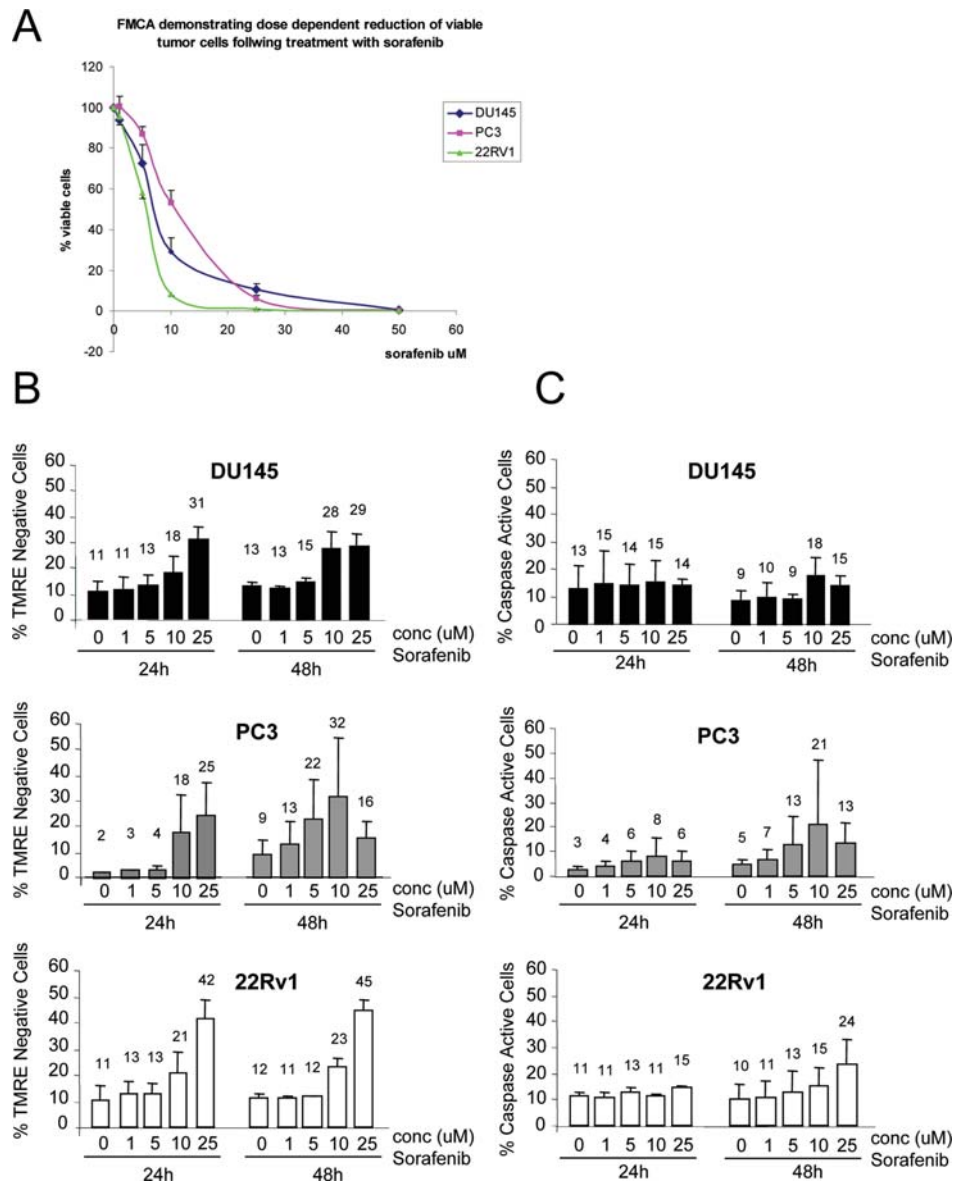 A
FMCA demonstrating dose dependent reduction of viable
tumor cells follwing treatment with sorafenib
120
100
80
60
40
20
0
-20
% viable cells
0 10 20 30 40 50 60
sorafenib uM
DU145
PC3
22RV1
B
DU145
% TMRE Negative Cells
60
50
40
30
20
10
0
11 11 13 18 31 13 13 15 28 29
0 1 5 10 25 0 1 5 10 25 conc (uM)
24h 48h Sorafenib
PC3
% TMRE Negative Cells
60
50
40
30
20
10
0
2 3 4 18 25 9 13 22 32 16
0 1 5 10 25 0 1 5 10 25 conc (uM)
24h 48h Sorafenib
22Rv1
% TMRE Negative Cells
60
50
40
30
20
10
0
11 13 13 21 42 12 11 12 23 45
0 1 5 10 25 0 1 5 10 25 conc (uM)
24h 48h Sorafenib
C
DU145
% Caspase Active Cells
60
50
40
30
20
10
0
13 15 14 15 14 9 10 9 18 15
0 1 5 10 25 0 1 5 10 25 conc (uM)
24h 48h Sorafenib
PC3
% Caspase Active Cells
60
50
40
30
20
10
0
3 4 6 8 6 5 7 13 21 13
0 1 5 10 25 0 1 5 10 25 conc (uM)
24h 48h Sorafenib
22Rv1
% Caspase Active Cells
60
50
40
30
20
10
0
11 11 13 11 15 10 11 13 15 24
0 1 5 10 25 0 1 5 10 25 conc (uM)
24h 48h Sorafenib